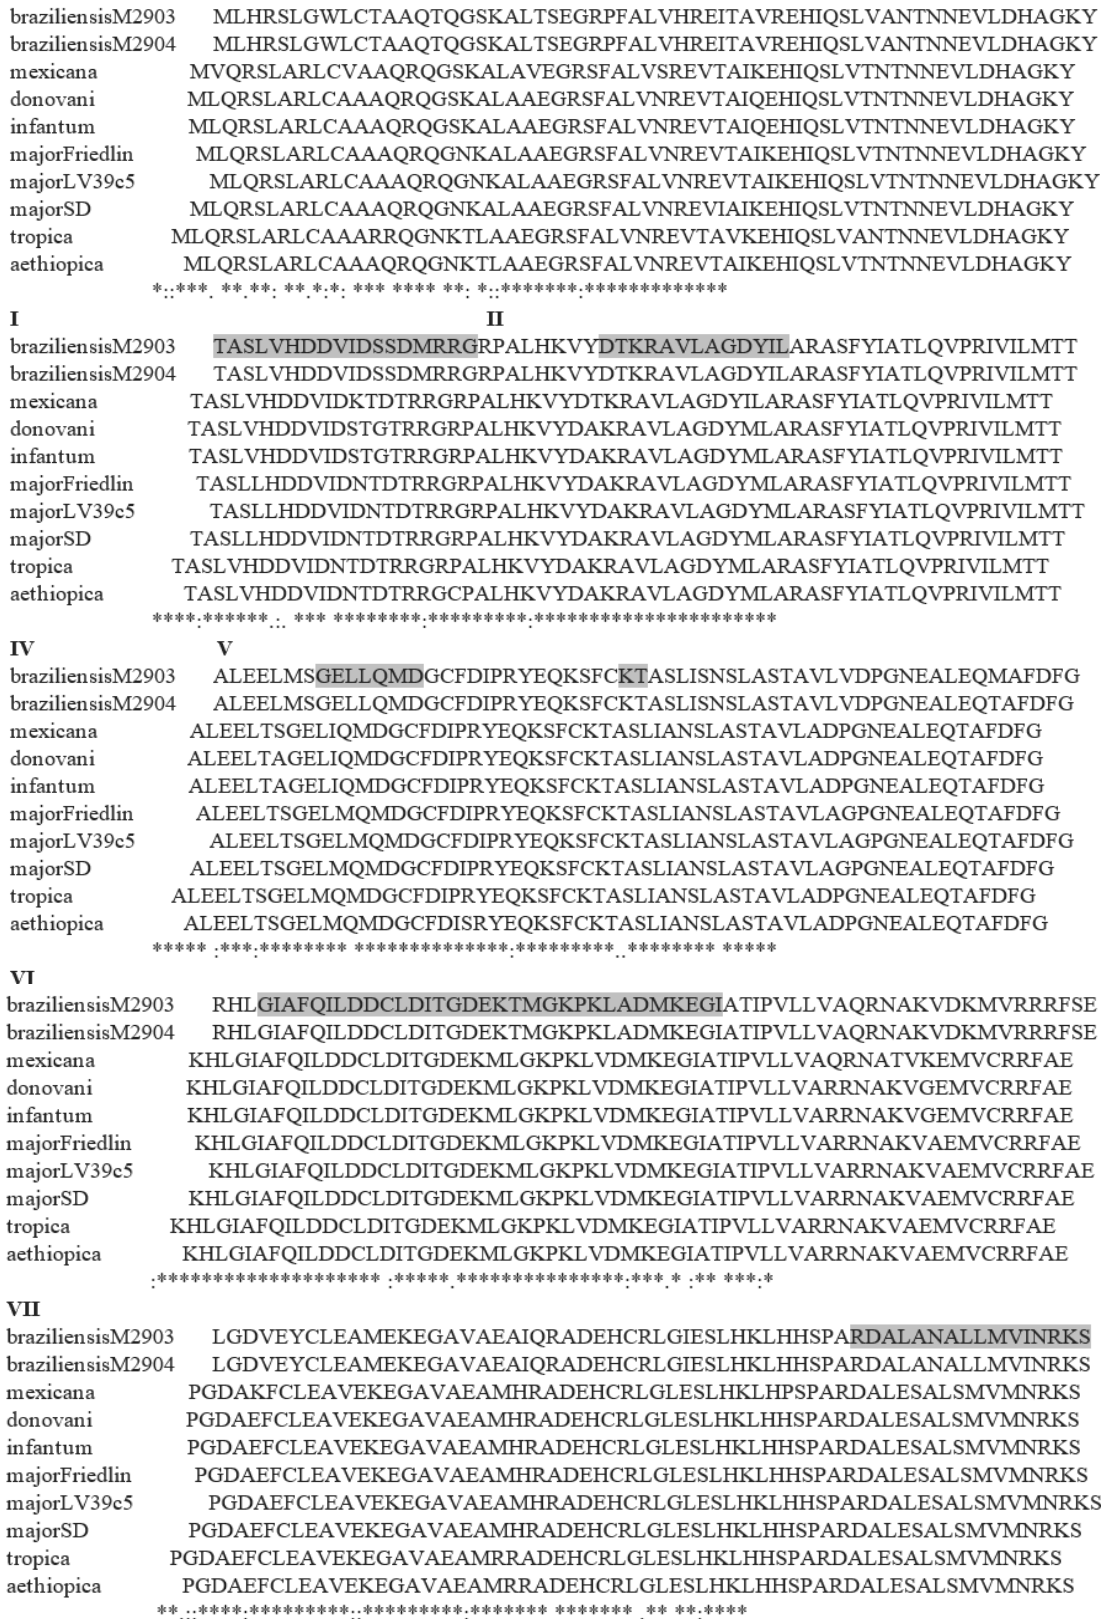 braziliensisM2903 MLHRSLGWLCTAAQTQGSKALTSEGRPFALVHREITAVREHIQSLVANTNNEVLDHAGKY
braziliensisM2904 MLHRSLGWLCTAAQTQGSKALTSEGRPFALVHREITAVREHIQSLVANTNNEVLDHAGKY
mexicana MVQRSLARLCVAAQRQGSKALAVEGRSFALVSREVTAIKEHIQSLVTNTNNEVLDHAGKY
donovani MLQRSLARLCAAAQRQGSKALAAEGRSFALVNREVTAIQEHIQSLVTNTNNEVLDHAGKY
infantum MLQRSLARLCAAAQRQGSKALAAEGRSFALVNREVTAIQEHIQSLVTNTNNEVLDHAGKY
majorFriedlin MLQRSLARLCAAAQRQGNKALAAEGRSFALVNREVTAIKEHIQSLVTNTNNEVLDHAGKY
majorLV39c5 MLQRSLARLCAAAQRQGNKALAAEGRSFALVNREVTAIKEHIQSLVTNTNNEVLDHAGKY
majorSD MLQRSLARLCAAAQRQGNKALAAEGRSFALVNREVIAIKEHIQSLVTNTNNEVLDHAGKY
tropica MLQRSLARLCAAARRQGNKTLAAEGRSFALVNREVTAVKEHIQSLVANTNNEVLDHAGKY
aethiopica MLQRSLARLCAAAQRQGNKTLAAEGRSFALVNREVTAIKEHIQSLVTNTNNEVLDHAGKY
*::***. **.**: **.*:*: *** **** **: *::*******:*************
I II
braziliensisM2903 TASLVHDDVIDSSDMRRGRPALHKVYDTKRAVLAGDYILARASFYIATLQVPRIVILMTT
braziliensisM2904 TASLVHDDVIDSSDMRRGRPALHKVYDTKRAVLAGDYILARASFYIATLQVPRIVILMTT
mexicana TASLVHDDVIDKTDTRRGRPALHKVYDTKRAVLAGDYILARASFYIATLQVPRIVILMTT
donovani TASLVHDDVIDSTGTRRGRPALHKVYDAKRAVLAGDYMLARASFYIATLQVPRIVILMTT
infantum TASLVHDDVIDSTGTRRGRPALHKVYDAKRAVLAGDYMLARASFYIATLQVPRIVILMTT
majorFriedlin TASLLHDDVIDNTDTRRGRPALHKVYDAKRAVLAGDYMLARASFYIATLQVPRIVILMTT
majorLV39c5 TASLLHDDVIDNTDTRRGRPALHKVYDAKRAVLAGDYMLARASFYIATLQVPRIVILMTT
majorSD TASLLHDDVIDNTDTRRGRPALHKVYDAKRAVLAGDYMLARASFYIATLQVPRIVILMTT
tropica TASLVHDDVIDNTDTRRGRPALHKVYDAKRAVLAGDYMLARASFYIATLQVPRIVILMTT
aethiopica TASLVHDDVIDNTDTRRGCPALHKVYDAKRAVLAGDYMLARASFYIATLQVPRIVILMTT
****:******.:. *** ********:*********:**********************
IV V
braziliensisM2903 ALEELMSGELLQMDGCFDIPRYEQKSFCKTASLISNSLASTAVLVDPGNEALEQMAFDFG
braziliensisM2904 ALEELMSGELLQMDGCFDIPRYEQKSFCKTASLISNSLASTAVLVDPGNEALEQTAFDFG
mexicana ALEELTSGELIQMDGCFDIPRYEQKSFCKTASLIANSLASTAVLADPGNEALEQTAFDFG
donovani ALEELTAGELIQMDGCFDIPRYEQKSFCKTASLIANSLASTAVLADPGNEALEQTAFDFG
infantum ALEELTAGELIQMDGCFDIPRYEQKSFCKTASLIANSLASTAVLADPGNEALEQTAFDFG
majorFriedlin ALEELTSGELMQMDGCFDIPRYEQKSFCKTASLIANSLASTAVLAGPGNEALEQTAFDFG
majorLV39c5 ALEELTSGELMQMDGCFDIPRYEQKSFCKTASLIANSLASTAVLAGPGNEALEQTAFDFG
majorSD ALEELTSGELMQMDGCFDIPRYEQKSFCKTASLIANSLASTAVLAGPGNEALEQTAFDFG
tropica ALEELTSGELMQMDGCFDIPRYEQKSFCKTASLIANSLASTAVLADPGNEALEQTAFDFG
aethiopica ALEELTSGELMQMDGCFDISRYEQKSFCKTASLIANSLASTAVLADPGNEALEQTAFDFG
***** :***:******** **************:*********..******** *****
VI
braziliensisM2903 RHLGIAFQILDDCLDITGDEKTMGKPKLADMKEGIATIPVLLVAQRNAKVDKMVRRRFSE
braziliensisM2904 RHLGIAFQILDDCLDITGDEKTMGKPKLADMKEGIATIPVLLVAQRNAKVDKMVRRRFSE
mexicana KHLGIAFQILDDCLDITGDEKMLGKPKLVDMKEGIATIPVLLVAQRNATVKEMVCRRFAE
donovani KHLGIAFQILDDCLDITGDEKMLGKPKLVDMKEGIATIPVLLVARRNAKVGEMVCRRFAE
infantum KHLGIAFQILDDCLDITGDEKMLGKPKLVDMKEGIATIPVLLVARRNAKVGEMVCRRFAE
majorFriedlin KHLGIAFQILDDCLDITGDEKMLGKPKLVDMKEGIATIPVLLVARRNAKVAEMVCRRFAE
majorLV39c5 KHLGIAFQILDDCLDITGDEKMLGKPKLVDMKEGIATIPVLLVARRNAKVAEMVCRRFAE
majorSD KHLGIAFQILDDCLDITGDEKMLGKPKLVDMKEGIATIPVLLVARRNAKVAEMVCRRFAE
tropica KHLGIAFQILDDCLDITGDEKMLGKPKLVDMKEGIATIPVLLVARRNAKVAEMVCRRFAE
aethiopica KHLGIAFQILDDCLDITGDEKMLGKPKLVDMKEGIATIPVLLVARRNAKVAEMVCRRFAE
:******************** :*****.***************:***.* :** ***:*
VII
braziliensisM2903 LGDVEYCLEAMEKEGAVAEAIQRADEHCRLGIESLHKLHHSPARDALANALLMVINRKS
braziliensisM2904 LGDVEYCLEAMEKEGAVAEAIQRADEHCRLGIESLHKLHHSPARDALANALLMVINRKS
mexicana PGDAKFCLEAVEKEGAVAEAMHRADEHCRLGLESLHKLHPSPARDALESALSMVMNRKS
donovani PGDAEFCLEAVEKEGAVAEAMHRADEHCRLGLESLHKLHHSPARDALESALSMVMNRKS
infantum PGDAEFCLEAVEKEGAVAEAMHRADEHCRLGLESLHKLHHSPARDALESALSMVMNRKS
majorFriedlin PGDAEFCLEAVEKEGAVAEAMHRADEHCRLGLESLHKLHHSPARDALESALSMVMNRKS
majorLV39c5 PGDAEFCLEAVEKEGAVAEAMHRADEHCRLGLESLHKLHHSPARDALESALSMVMNRKS
majorSD PGDAEFCLEAVEKEGAVAEAMHRADEHCRLGLESLHKLHHSPARDALESALSMVMNRKS
tropica PGDAEFCLEAVEKEGAVAEAMRRADEHCRLGLESLHKLHHSPARDALESALSMVMNRKS
aethiopica PGDAEFCLEAVEKEGAVAEAMRRADEHCRLGLESLHKLHHSPARDALESALSMVMNRKS
**.::****:*********::*********:******* ******* .** **:****